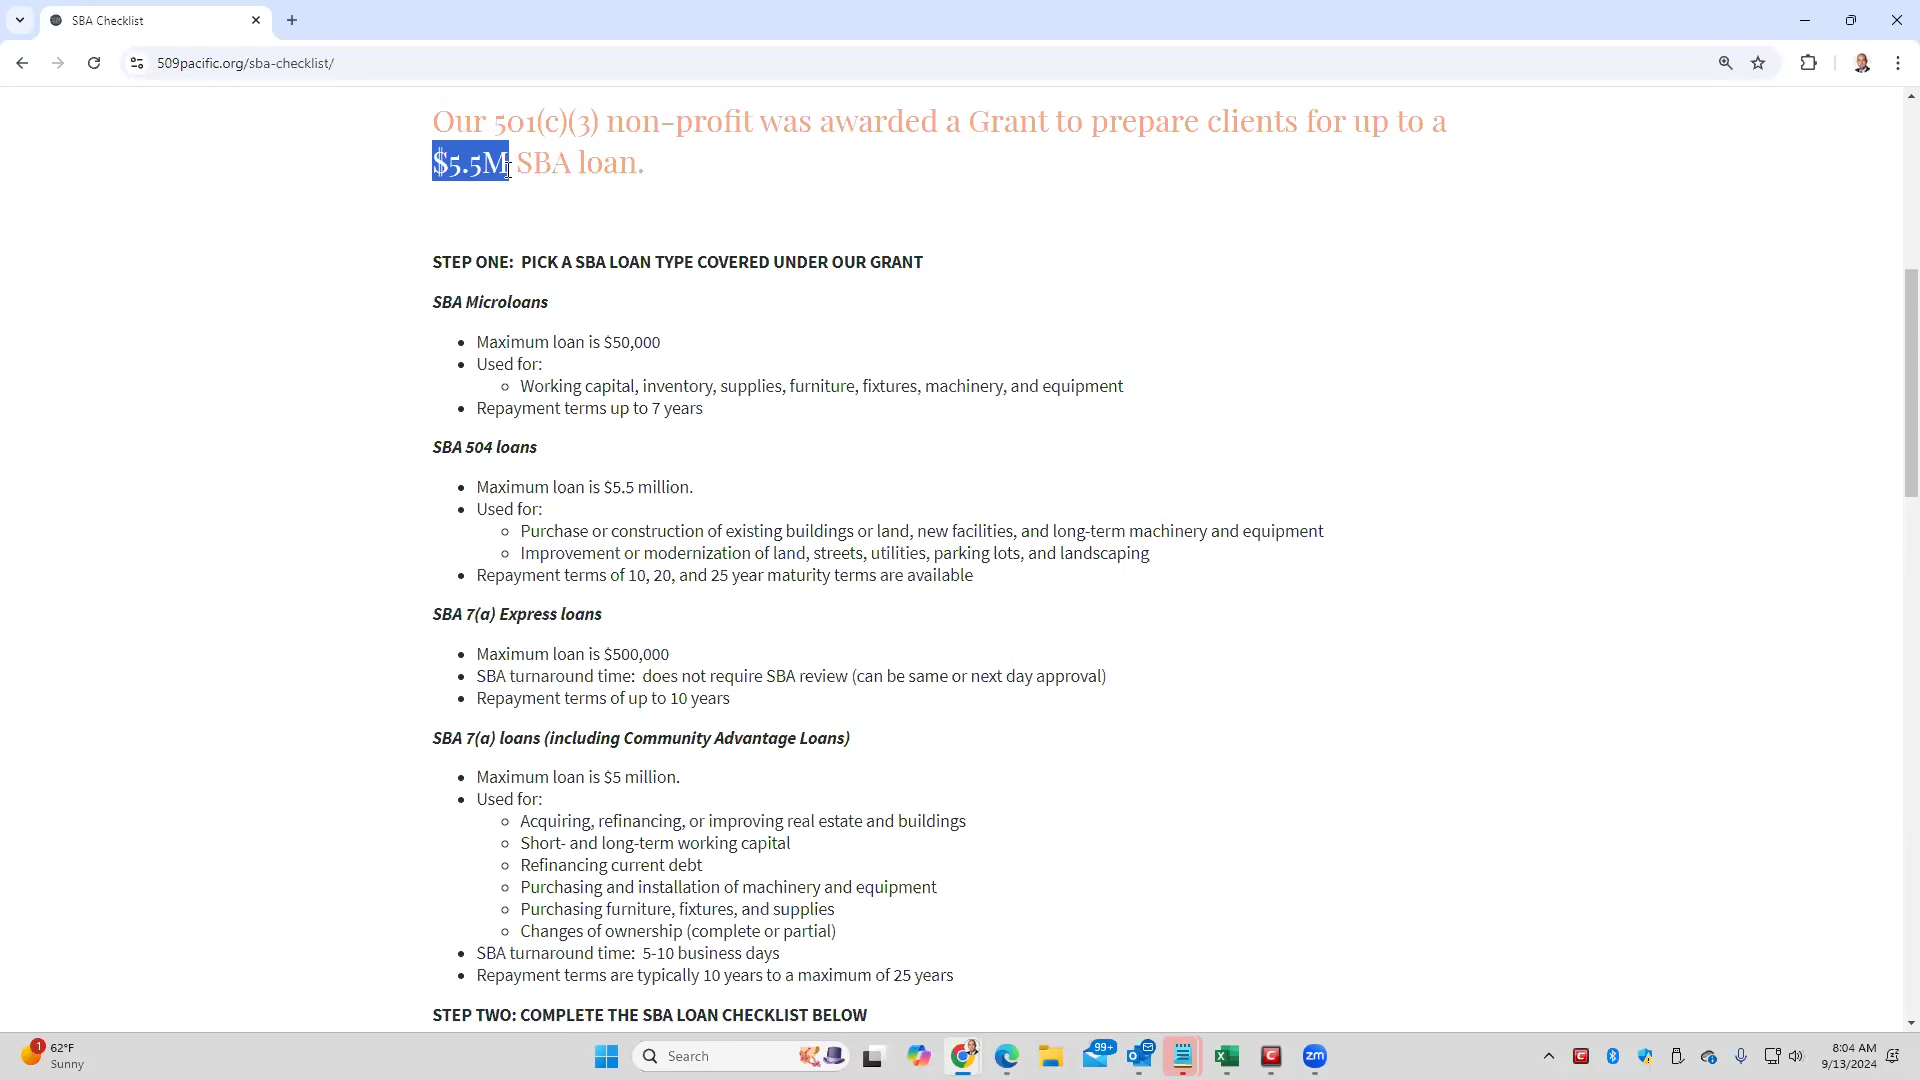 SBA Checklist
509pacific.org/sba-checklist/
Our 501(c)(3) non-profit was awarded a Grant to prepare clients for up to a
$5.5M SBA loan.
STEP ONE:  PICK A SBA LOAN TYPE COVERED UNDER OUR GRANT
SBA Microloans
Maximum loan is $50,000
Used for:
Working capital, inventory, supplies, furniture, fixtures, machinery, and equipment
Repayment terms up to 7 years
SBA 504 loans
Maximum loan is $5.5 million.
Used for:
Purchase or construction of existing buildings or land, new facilities, and long-term machinery and equipment
Improvement or modernization of land, streets, utilities, parking lots, and landscaping
Repayment terms of 10, 20, and 25 year maturity terms are available
SBA 7(a) Express loans
Maximum loan is $500,000
SBA turnaround time:  does not require SBA review (can be same or next day approval)
Repayment terms of up to 10 years
SBA 7(a) loans (including Community Advantage Loans)
Maximum loan is $5 million.
Used for:
Acquiring, refinancing, or improving real estate and buildings
Short- and long-term working capital
Refinancing current debt
Purchasing and installation of machinery and equipment
Purchasing furniture, fixtures, and supplies
Changes of ownership (complete or partial)
SBA turnaround time:  5-10 business days
Repayment terms are typically 10 years to a maximum of 25 years
STEP TWO: COMPLETE THE SBA LOAN CHECKLIST BELOW
1
62°F
Sunny
Search
99+
zm
8:04 AM
9/13/2024